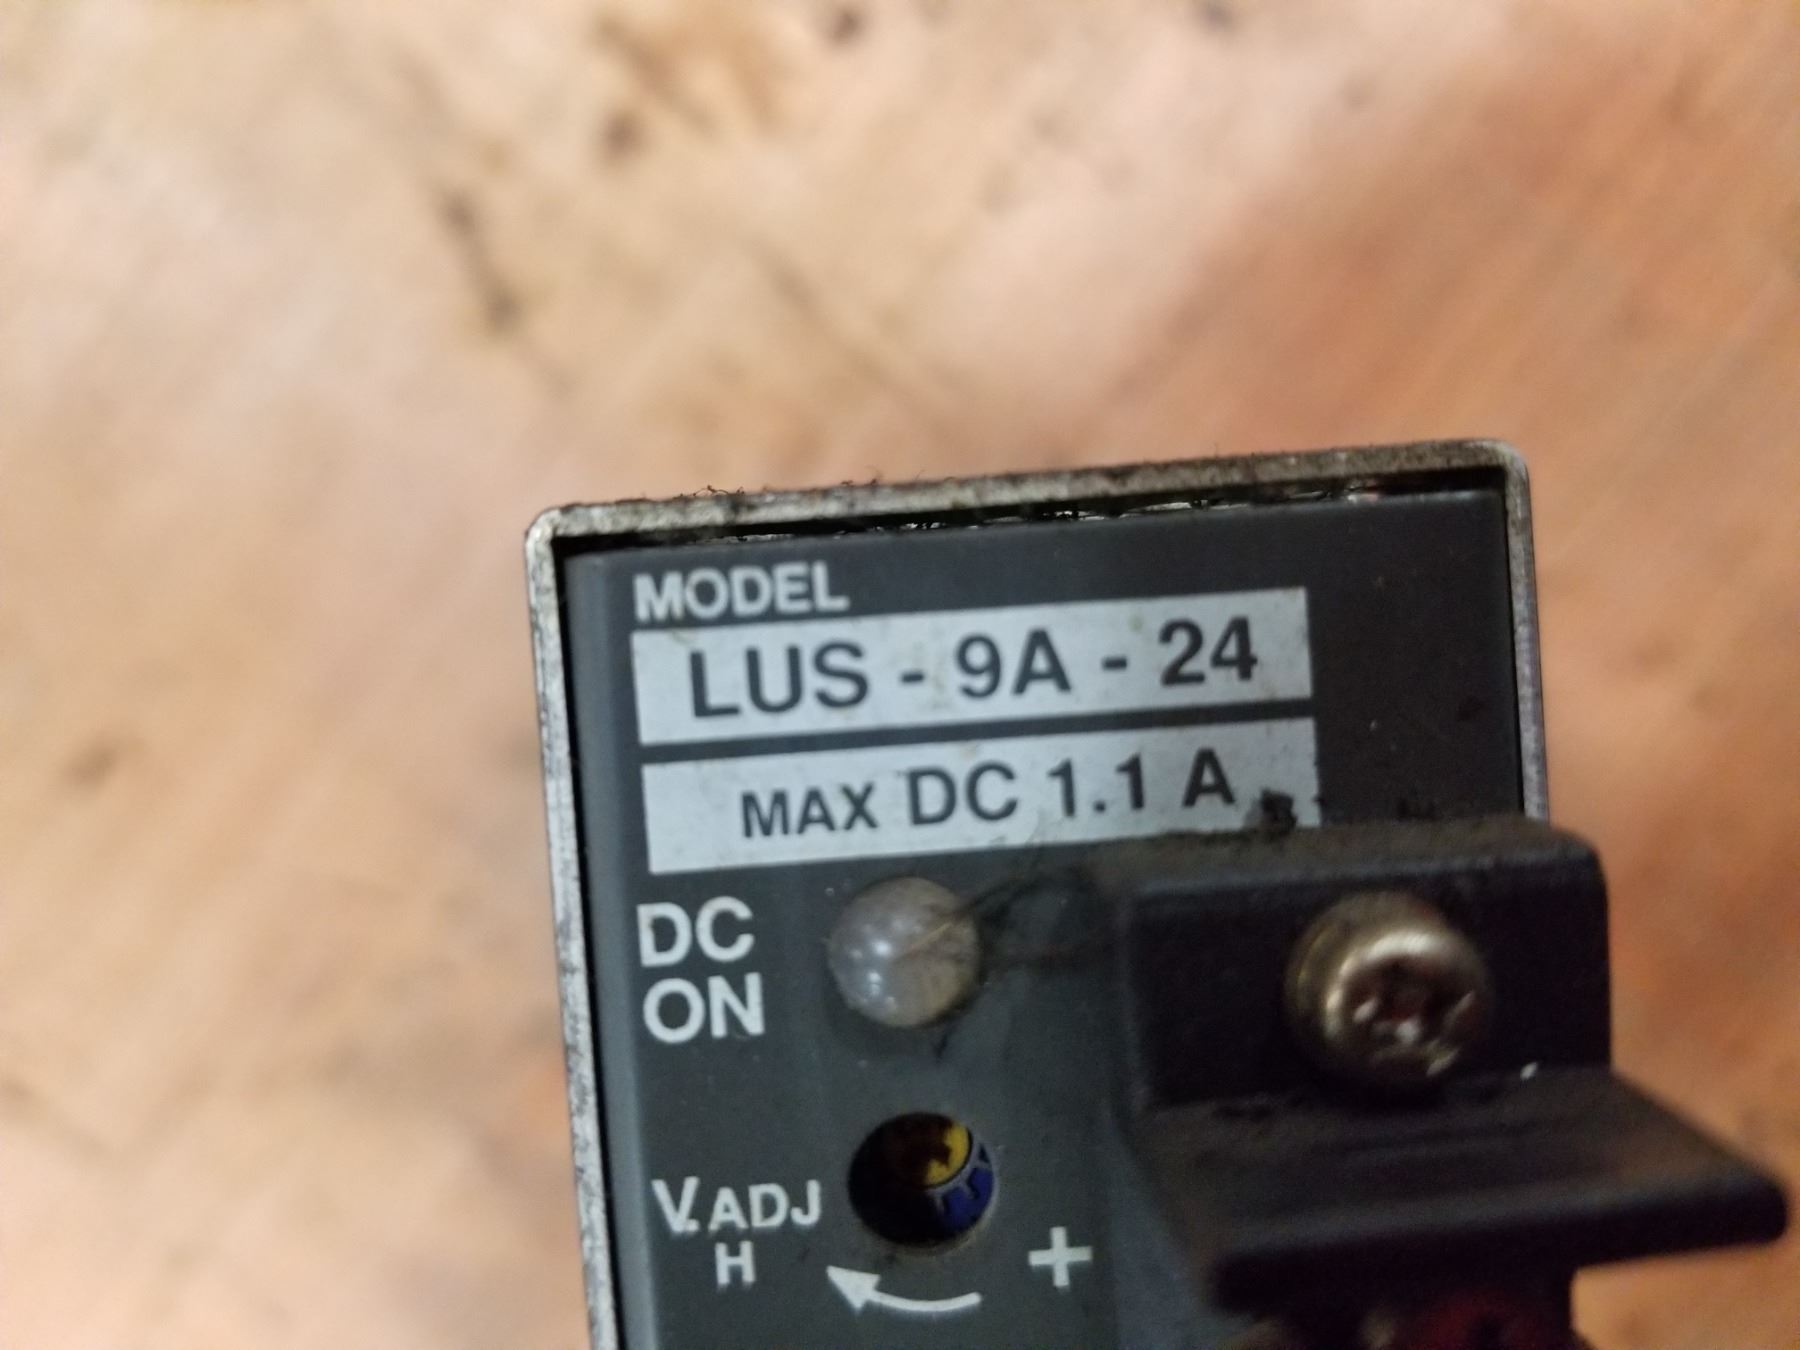 MODEL
LUS - 9A - 24
MAX DC 1.1 A
DC
ON
V.ADJ
H
+